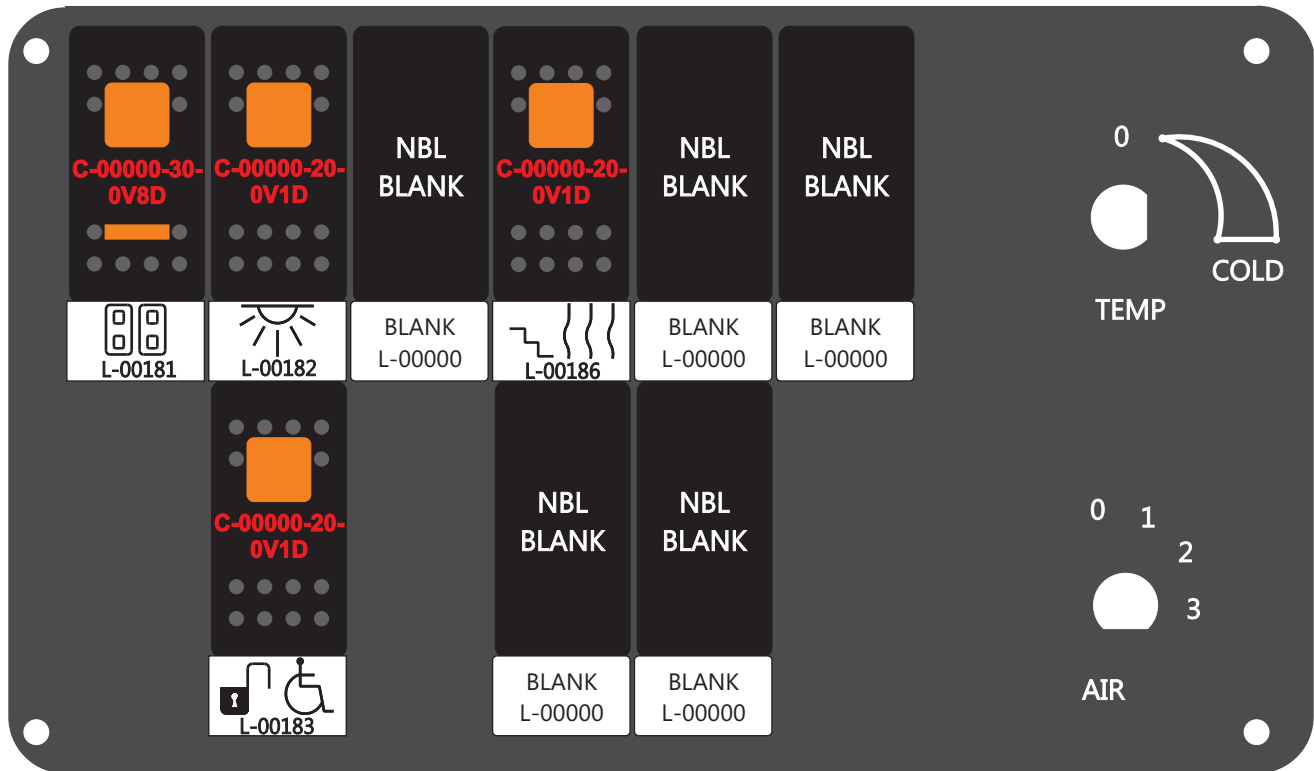 C-00000-30-
0V8D
C-00000-20-
0V1D
NBL
BLANK
C-00000-20-
0V1D
NBL
BLANK
NBL
BLANK
L-00181
L-00182
BLANK
L-00000
L-00186
BLANK
L-00000
BLANK
L-00000
0
COLD
TEMP
C-00000-20-
0V1D
NBL
BLANK
NBL
BLANK
L-00183
BLANK
L-00000
BLANK
L-00000
0
1
2
3
AIR